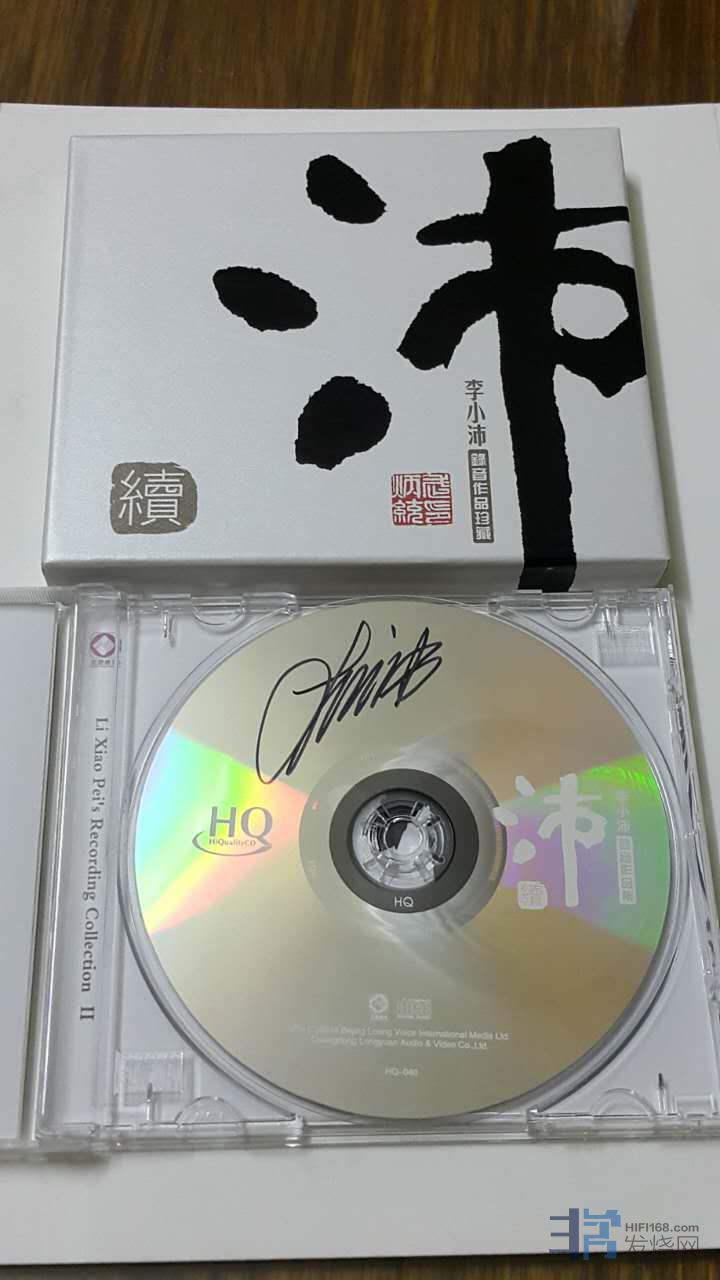 沛
李小沛
錄音作品珍藏
續
Li Xiao Pei's Recording Collection II
HQ
HiQualityCD
沛
李小沛
HQ
Beijing Losing Voice International Media Ltd.
Guangdong Longyuan Audio & Video Co.,Ltd.
HQ-040
HIFI168.com
发烧网